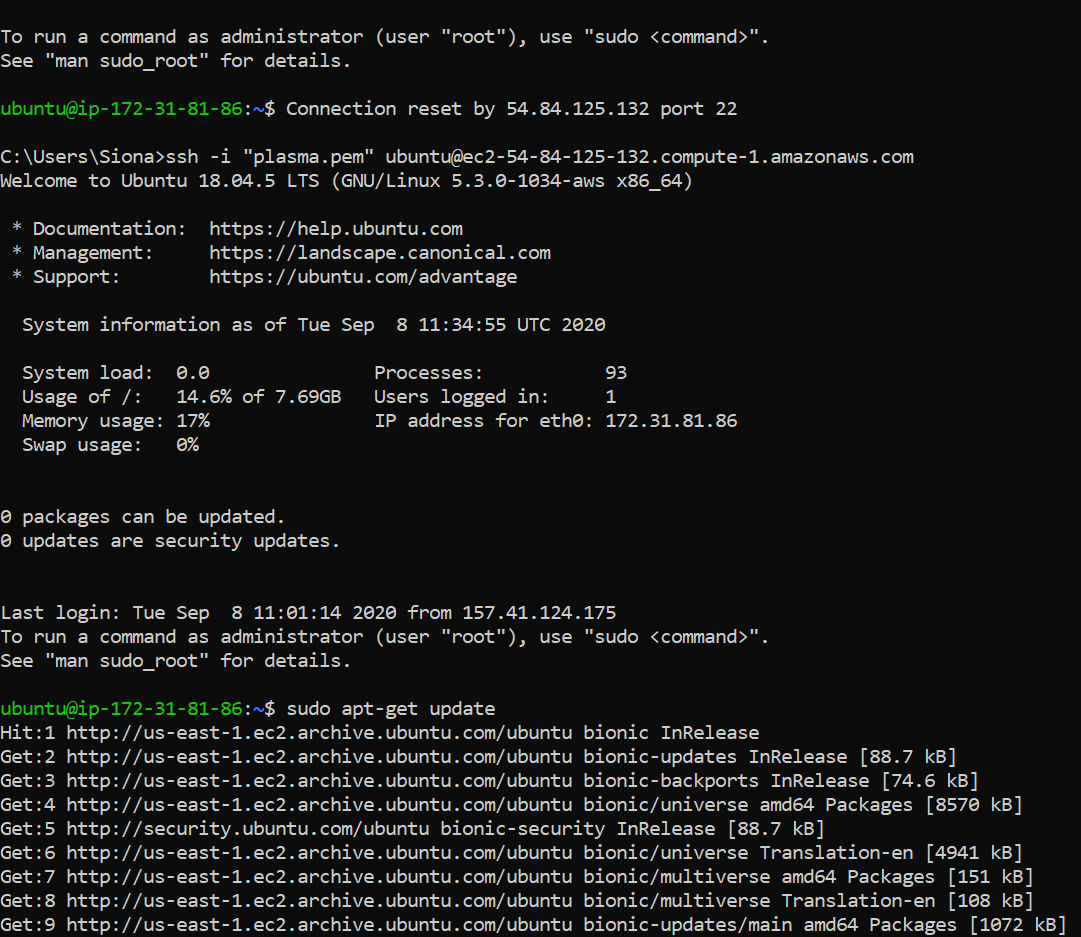 To run a command as administrator (user "root"), use "sudo <command>".
See "man sudo_root" for details.
ubuntu@ip-172-31-81-86:~$ Connection reset by 54.84.125.132 port 22
C:\Users\Siona>ssh -i "plasma.pem" ubuntu@ec2-54-84-125-132.compute-1.amazonaws.com
Welcome to Ubuntu 18.04.5 LTS (GNU/Linux 5.3.0-1034-aws x86_64)
* Documentation:  https://help.ubuntu.com
* Management:     https://landscape.canonical.com
* Support:        https://ubuntu.com/advantage
System information as of Tue Sep  8 11:34:55 UTC 2020
System load:  0.0               Processes:           93
Usage of /:   14.6% of 7.69GB   Users logged in:     1
Memory usage: 17%               IP address for eth0: 172.31.81.86
Swap usage:   0%
0 packages can be updated.
0 updates are security updates.
Last login: Tue Sep  8 11:01:14 2020 from 157.41.124.175
To run a command as administrator (user "root"), use "sudo <command>".
See "man sudo_root" for details.
ubuntu@ip-172-31-81-86:~$ sudo apt-get update
Hit:1 http://us-east-1.ec2.archive.ubuntu.com/ubuntu bionic InRelease
Get:2 http://us-east-1.ec2.archive.ubuntu.com/ubuntu bionic-updates InRelease [88.7 kB]
Get:3 http://us-east-1.ec2.archive.ubuntu.com/ubuntu bionic-backports InRelease [74.6 kB]
Get:4 http://us-east-1.ec2.archive.ubuntu.com/ubuntu bionic/universe amd64 Packages [8570 kB]
Get:5 http://security.ubuntu.com/ubuntu bionic-security InRelease [88.7 kB]
Get:6 http://us-east-1.ec2.archive.ubuntu.com/ubuntu bionic/universe Translation-en [4941 kB]
Get:7 http://us-east-1.ec2.archive.ubuntu.com/ubuntu bionic/multiverse amd64 Packages [151 kB]
Get:8 http://us-east-1.ec2.archive.ubuntu.com/ubuntu bionic/multiverse Translation-en [108 kB]
Get:9 http://us-east-1.ec2.archive.ubuntu.com/ubuntu bionic-updates/main amd64 Packages [1072 kB]